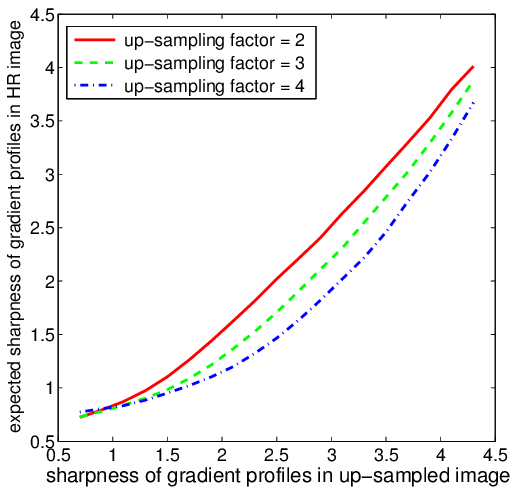 4.5
4
3.5
3
2.5
2
1.5
1
0.5
expected sharpness of gradient profiles in HR image
up−sampling factor = 2
up−sampling factor = 3
up−sampling factor = 4
0.5 1 1.5 2 2.5 3 3.5 4 4.5
sharpness of gradient profiles in up−sampled image